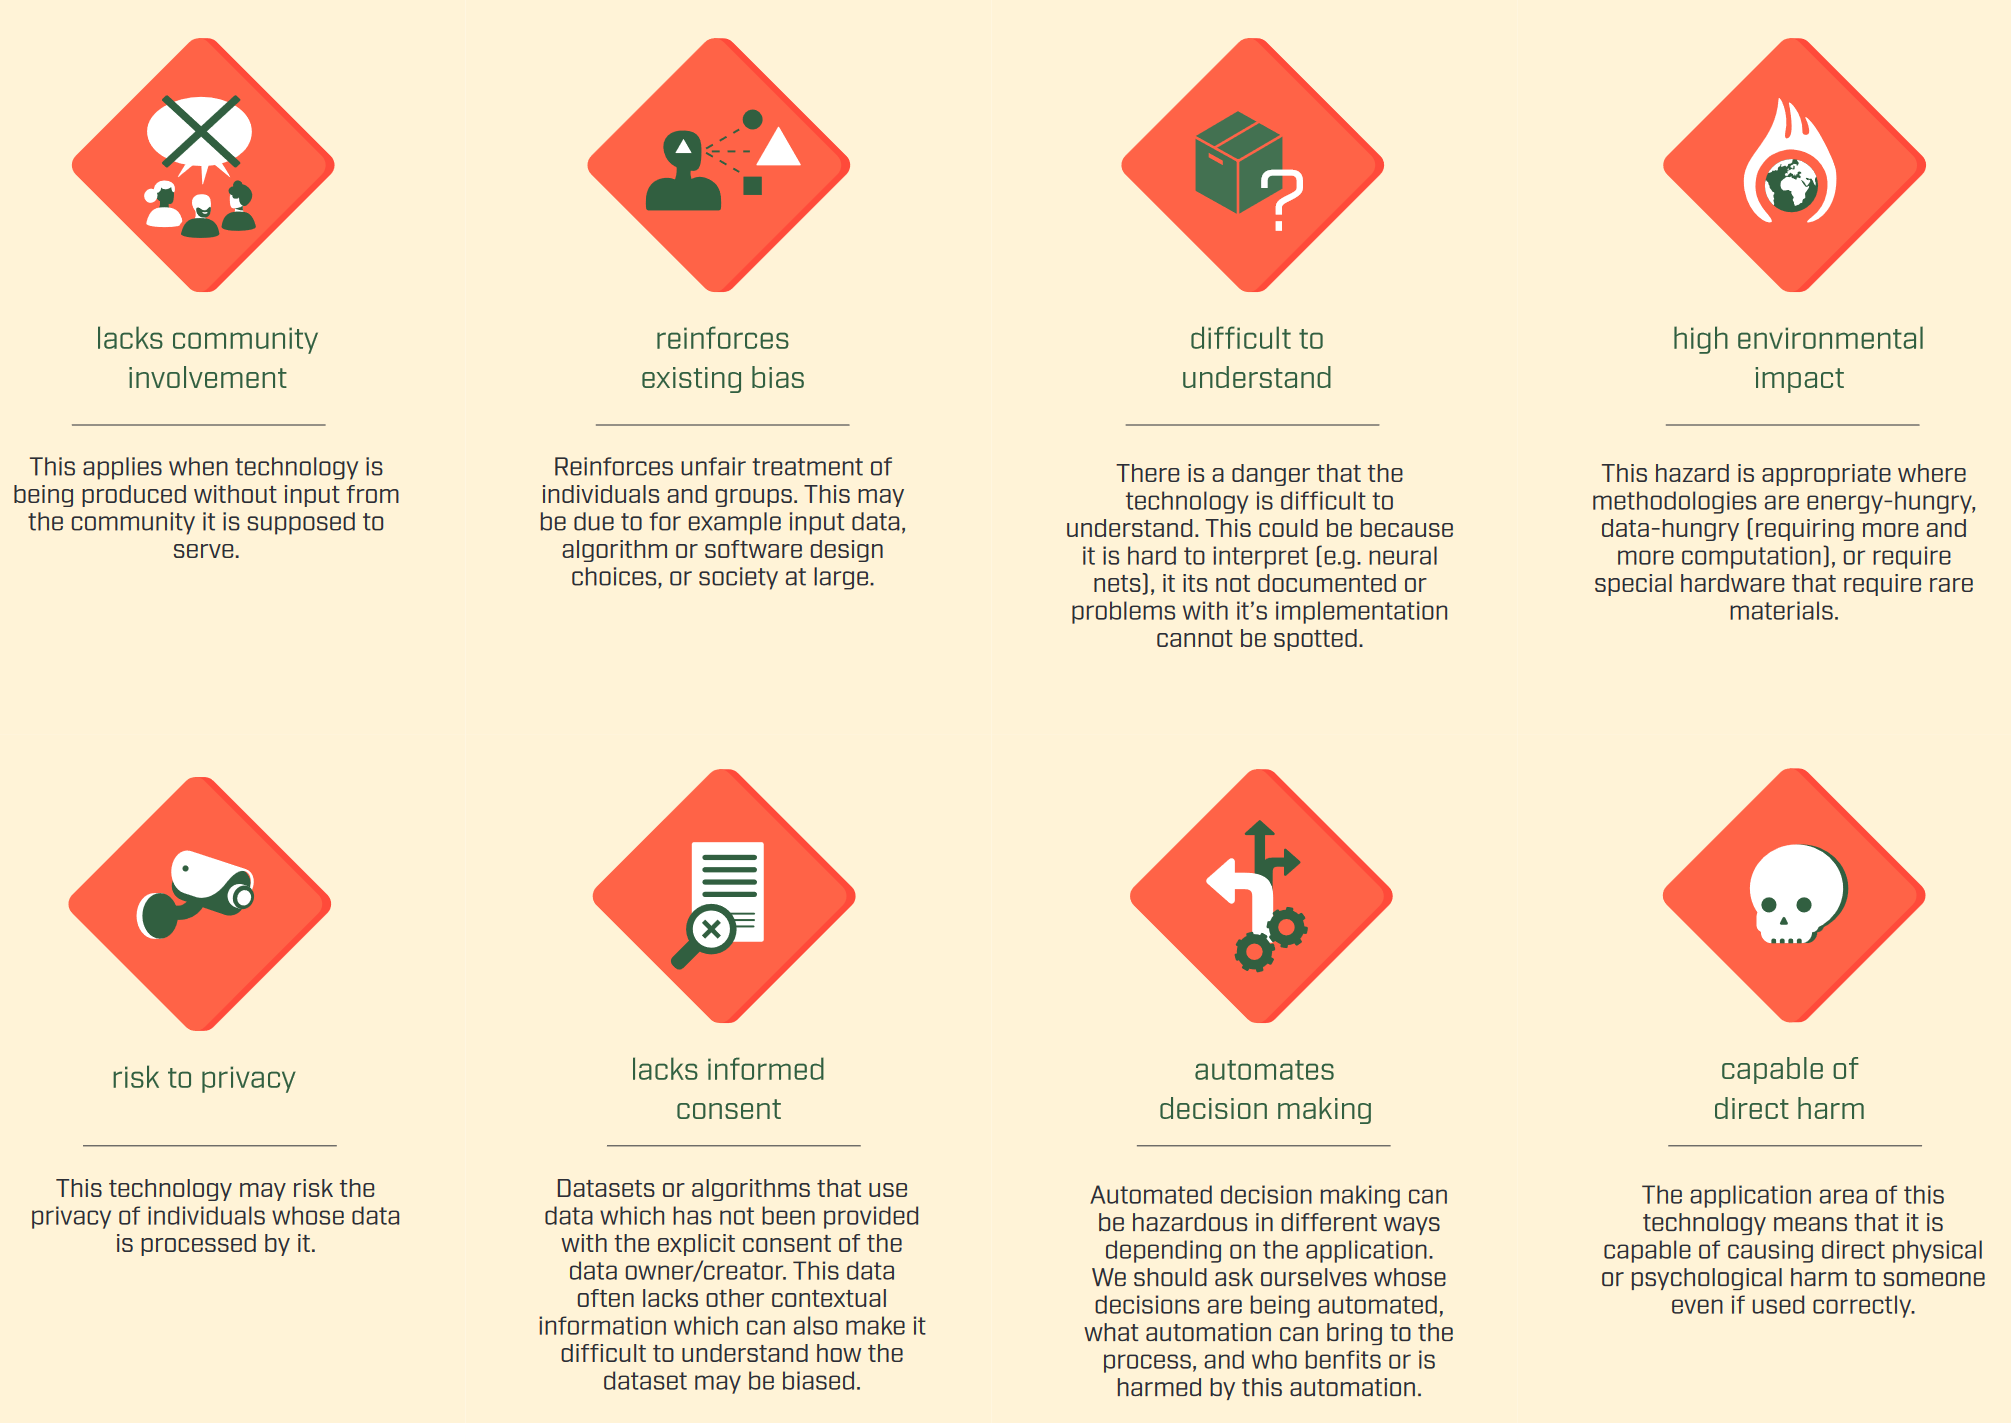 lacks community
involvement
This applies when technology is
being produced without input from
the community it is supposed to
serve.
reinforces
existing bias
Reinforces unfair treatment of
individuals and groups. This may
be due to for example input data,
algorithm or software design
choices, or society at large.
difficult to
understand
There is a danger that the
technology is difficult to
understand. This could be because
it is hard to interpret (e.g. neural
nets), it its not documented or
problems with it’s implementation
cannot be spotted.
high environmental
impact
This hazard is appropriate where
methodologies are energy-hungry,
data-hungry (requiring more and
more computation), or require
special hardware that require rare
materials.
risk to privacy
This technology may risk the
privacy of individuals whose data
is processed by it.
lacks informed
consent
Datasets or algorithms that use
data which has not been provided
with the explicit consent of the
data owner/creator. This data
often lacks other contextual
information which can also make it
difficult to understand how the
dataset may be biased.
automates
decision making
Automated decision making can
be hazardous in different ways
depending on the application.
We should ask ourselves whose
decisions are being automated,
what automation can bring to the
process, and who benfits or is
harmed by this automation.
capable of
direct harm
The application area of this
technology means that it is
capable of causing direct physical
or psychological harm to someone
even if used correctly.